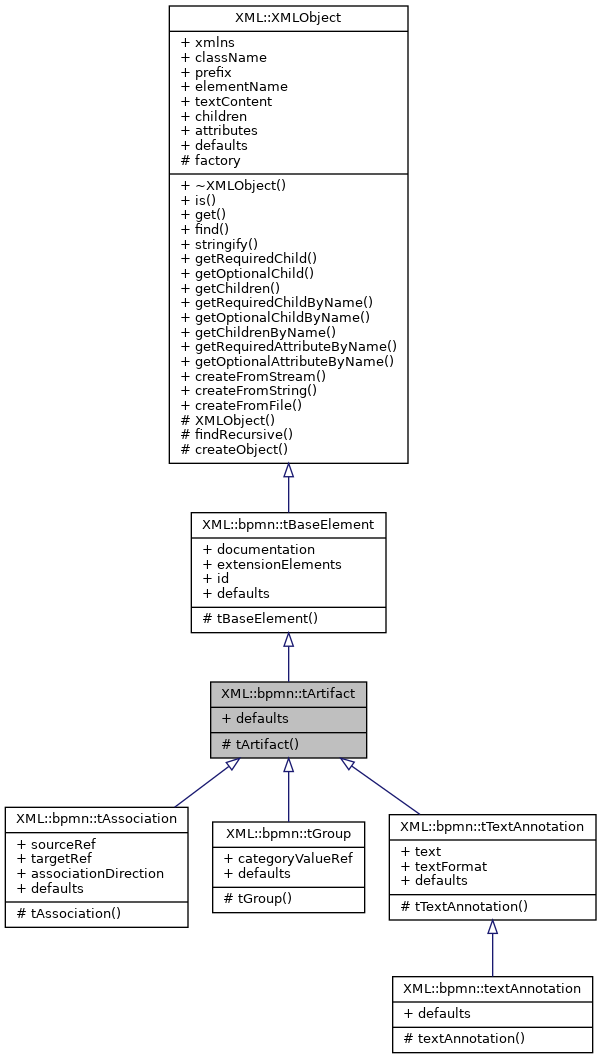 XML::XMLObject
+ xmlns
+ className
+ prefix
+ elementName
+ textContent
+ children
+ attributes
+ defaults
# factory
+ ~XMLObject()
+ is()
+ get()
+ find()
+ stringify()
+ getRequiredChild()
+ getOptionalChild()
+ getChildren()
+ getRequiredChildByName()
+ getOptionalChildByName()
+ getChildrenByName()
+ getRequiredAttributeByName()
+ getOptionalAttributeByName()
+ createFromStream()
+ createFromString()
+ createFromFile()
# XMLObject()
# findRecursive()
# createObject()
XML::bpmn::tBaseElement
+ documentation
+ extensionElements
+ id
+ defaults
# tBaseElement()
XML::bpmn::tArtifact
+ defaults
# tArtifact()
XML::bpmn::tAssociation
+ sourceRef
+ targetRef
+ associationDirection
+ defaults
# tAssociation()
XML::bpmn::tGroup
+ categoryValueRef
+ defaults
# tGroup()
XML::bpmn::tTextAnnotation
+ text
+ textFormat
+ defaults
# tTextAnnotation()
XML::bpmn::textAnnotation
+ defaults
# textAnnotation()